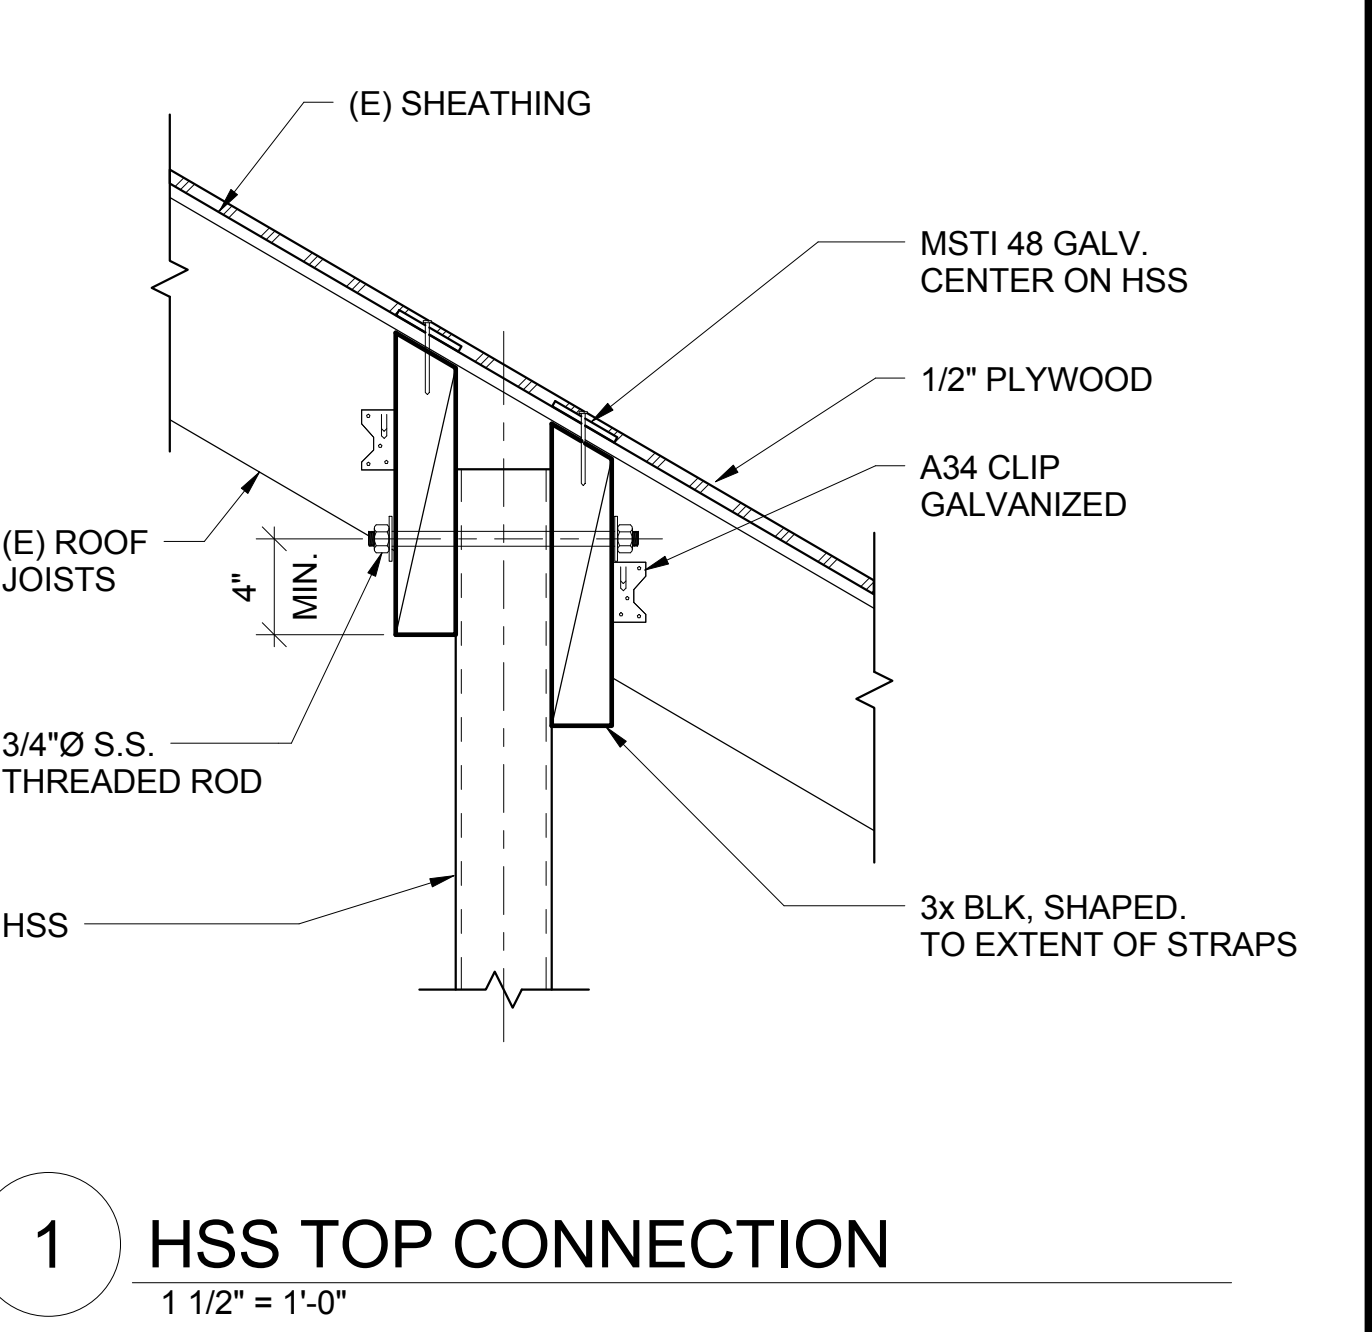 (E) SHEATHING
MSTI 48 GALV.
CENTER ON HSS
1/2" PLYWOOD
A34 CLIP
GALVANIZED
(E) ROOF
JOISTS
4"
MIN.
3/4"Ø S.S.
THREADED ROD
HSS
3x BLK, SHAPED.
TO EXTENT OF STRAPS
1
HSS TOP CONNECTION
1 1/2" = 1'-0"